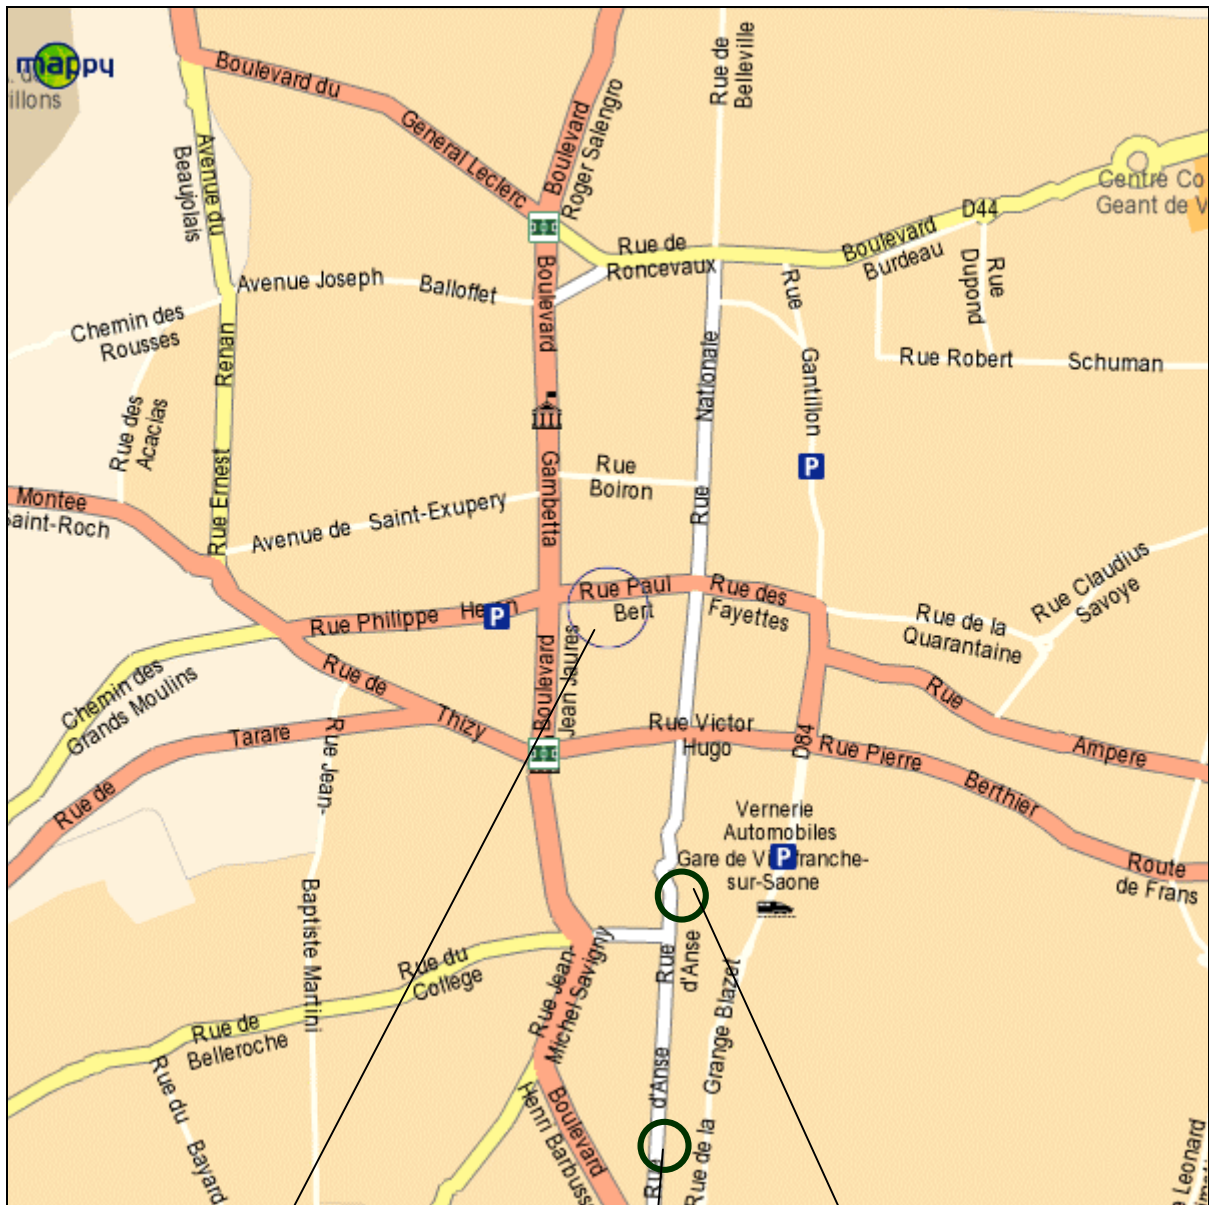 mappy
illons
Boulevard du
General Leclerc
Boulevard
Roger Salengro
Rue de
Belleville
Avenue du
Beaujolais
Centre Co
Geant de V
D44
Boulevard
Burdeau
Rue
Dupond
Rue de
Roncevaux
Rue
Gantillon
Avenue Joseph
Balloffet
Boulevard
Gambetta
Chemin des
Rousses
Renan
Rue Ernest
Nationale
Rue
Rue Robert
Schuman
Rue des
Acacias
P
Rue
Boiron
Montee
Saint-Roch
Avenue de
Saint-Exupery
Rue Paul
Bert
Rue des
Fayettes
Rue Claudius
Savoye
Rue de la
Quarantaine
Rue Philippe
P
Boulevard
Jean Jaures
Chemin des
Grands Moulins
Rue de
Thizy
Rue
Ampere
Tarare
Rue de
Rue Jean-
Baptiste Martini
Rue Victor
Hugo
D84
Rue Pierre
Berthier
Route
de Frans
Vernerie
Automobiles
P
Gare de Villefranche-
sur-Saone
Rue du
College
Rue Jean-
Michel Savigny
Rue
d'Anse
Rue de
Belleroche
Rue du
Bayard
Henri Barbusse
Boulevard
d'Anse
Rue
Grange Blazet
Rue de la
e Leonard